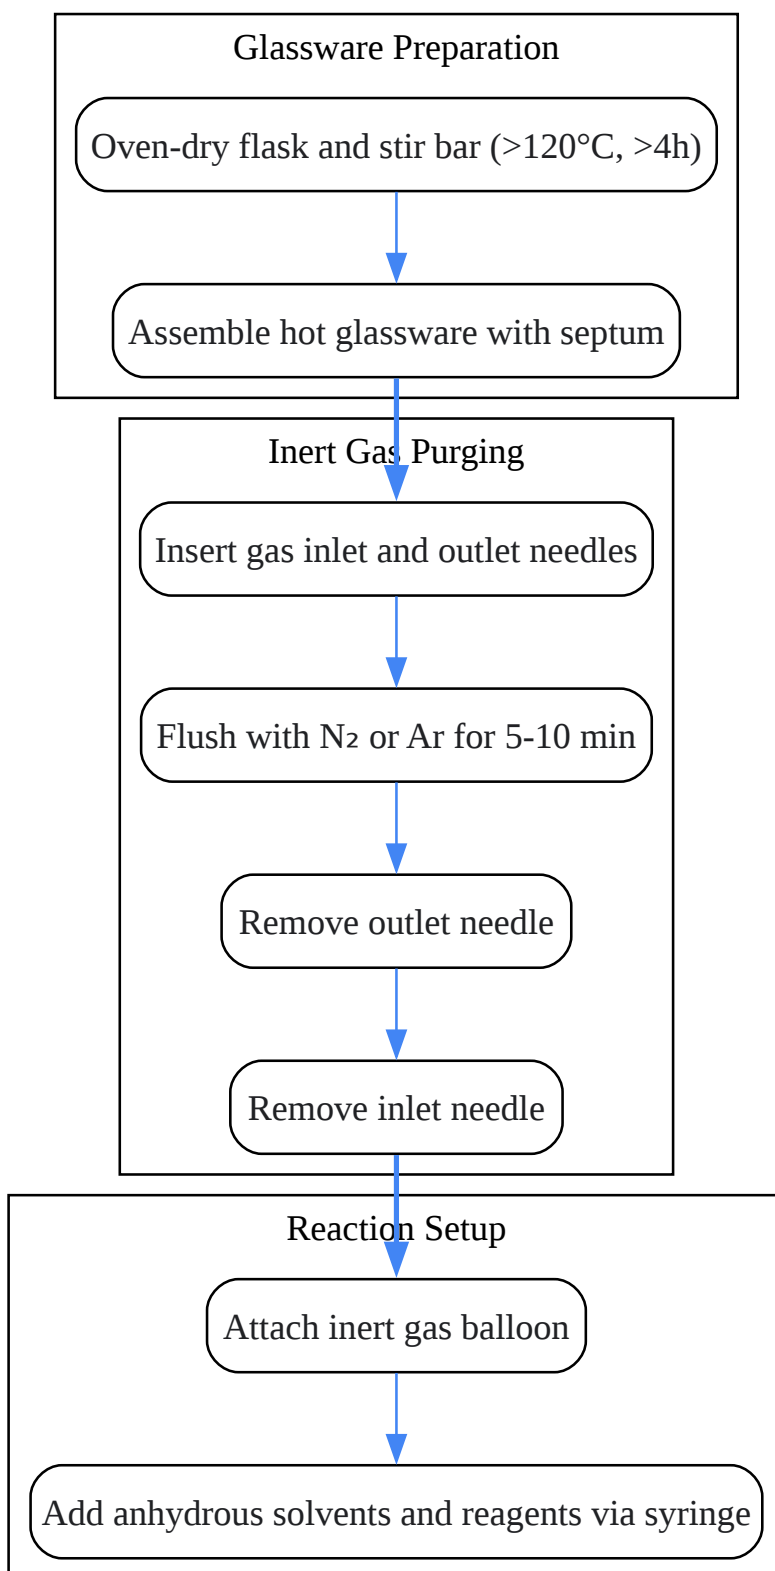 Glassware Preparation
Oven-dry flask and stir bar (>120°C, >4h)
Assemble hot glassware with septum
Inert Gas Purging
Insert gas inlet and outlet needles
Flush with N₂ or Ar for 5-10 min
Remove outlet needle
Remove inlet needle
Reaction Setup
Attach inert gas balloon
Add anhydrous solvents and reagents via syringe